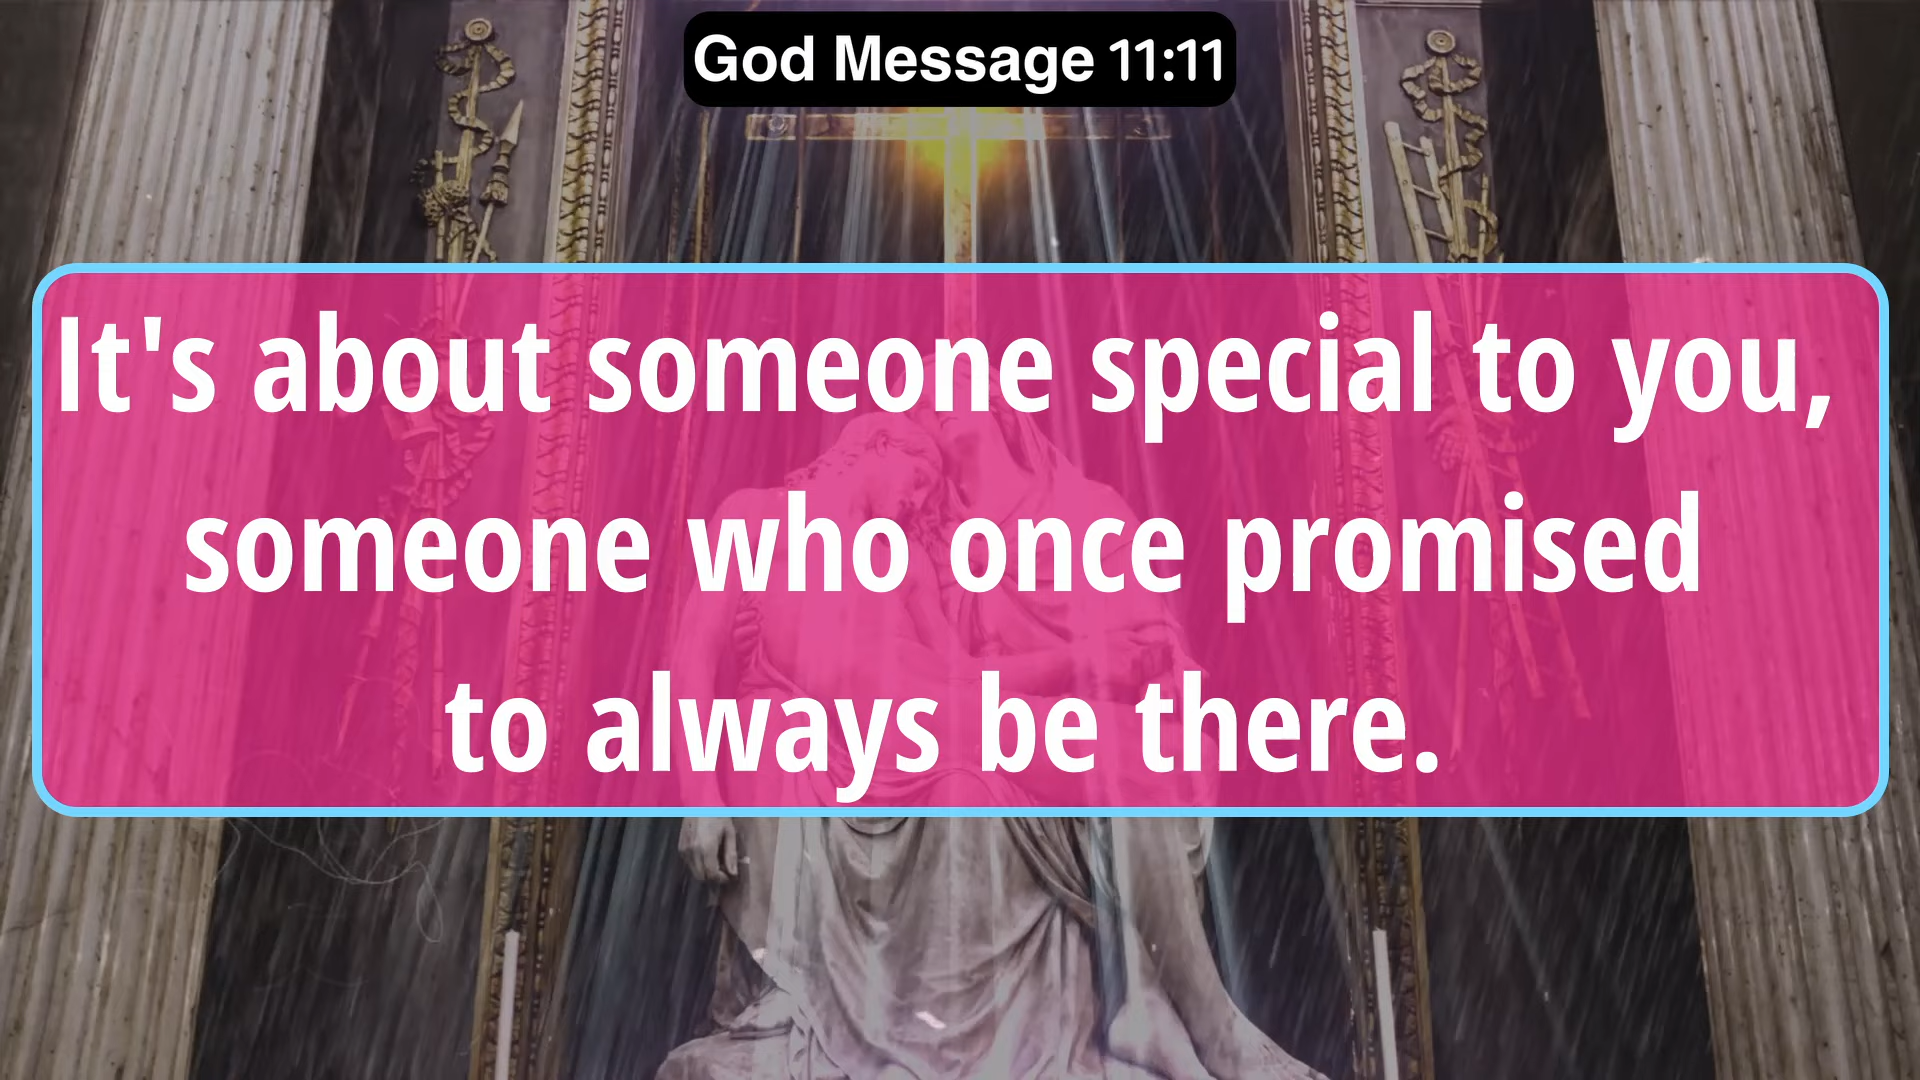 God Message 11:11
It's about someone special to you,
someone who once promised
to always be there.